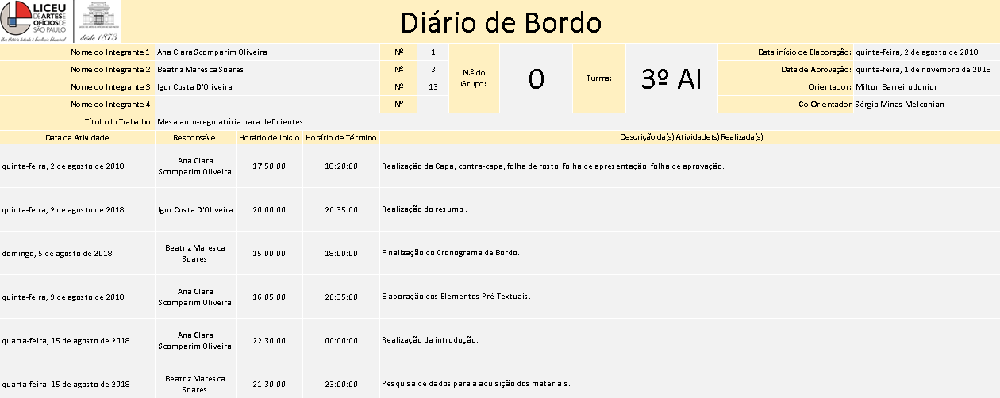 LICEU
DE ARTES E
OFÍCIOS DE
SÃO PAULO
Uma História dedicada à Excelência Educacional
desde 1873
Diário de Bordo
Nome do Integrante 1: Ana Clara Scomparim Oliveira Nº 1
Nome do Integrante 2: Beatriz Maresca Soares Nº 3
Nome do Integrante 3: Igor Costa D'Oliveira Nº 13
Nome do Integrante 4: Nº
N.º do
Grupo:
0
Turma:
3º AI
Data início de Elaboração: quinta-feira, 2 de agosto de 2018
Data de Aprovação: quinta-feira, 1 de novembro de 2018
Orientador: Milton Barreiro Junior
Co-Orientador Sérgio Minas Melconian
Título do Trabalho: Mesa auto-regulatória para deficientes
Data da Atividade Responsável Horário de Inicio Horário de Término Descrição da(s) Atividade(s) Realizada(s)
quinta-feira, 2 de agosto de 2018 Ana Clara
Scomparim Oliveira 17:50:00 18:20:00 Realização da Capa, contra-capa, folha de rosto, folha de apresentação, folha de aprovação.
quinta-feira, 2 de agosto de 2018 Igor Costa D'Oliveira 20:00:00 20:35:00 Realização do resumo .
domingo, 5 de agosto de 2018 Beatriz Maresca
Soares 15:00:00 18:00:00 Finalização do Cronograma de Bordo.
quinta-feira, 9 de agosto de 2018 Ana Clara
Scomparim Oliveira 16:05:00 20:35:00 Elaboração dos Elementos Pré-Textuais.
quarta-feira, 15 de agosto de 2018 Ana Clara
Scomparim Oliveira 22:30:00 00:00:00 Realização da introdução.
quarta-feira, 15 de agosto de 2018 Beatriz Maresca
Soares 21:30:00 23:00:00 Pesquisa de dados para a aquisição dos materiais.